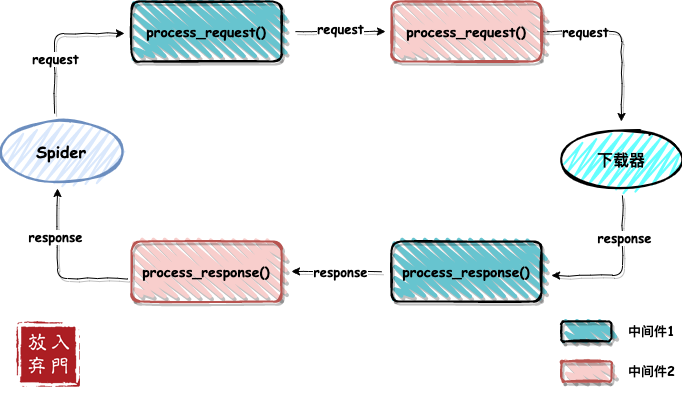 process_request()
request
process_request()
request
request
Spider
下载器
response
response
process_response()
response
process_response()
中间件1
中间件2
放入
弃門